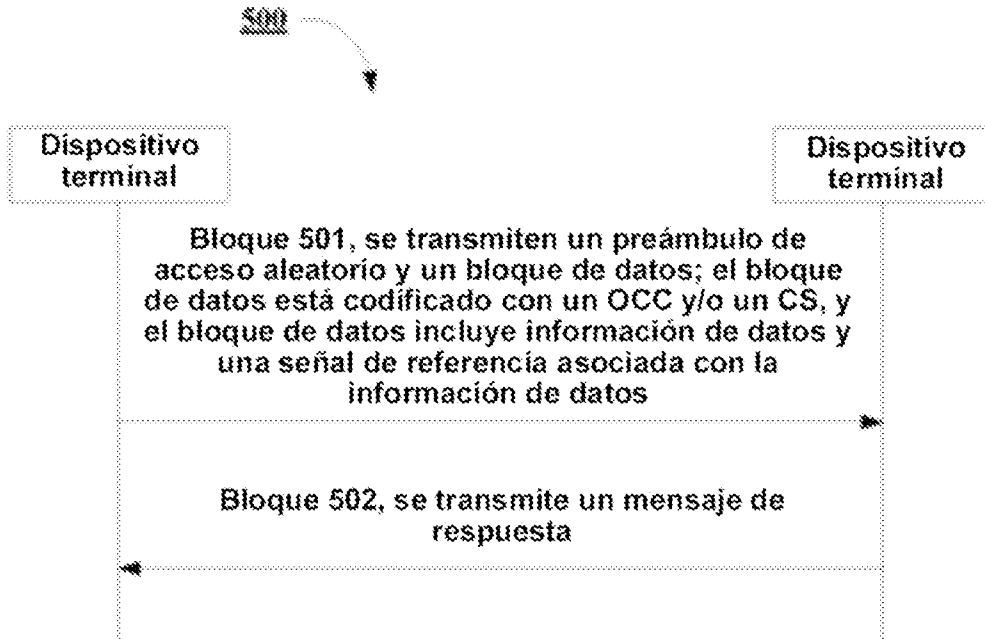 500
Dispositivo
terminal
Dispositivo
terminal
Bloque 501, se transmiten un preámbulo de
acceso aleatorio y un bloque de datos; el bloque
de datos está codificado con un OCC y/o un CS, y
el bloque de datos incluye información de datos y
una señal de referencia asociada con la
información de datos
Bloque 502, se transmite un mensaje de
respuesta